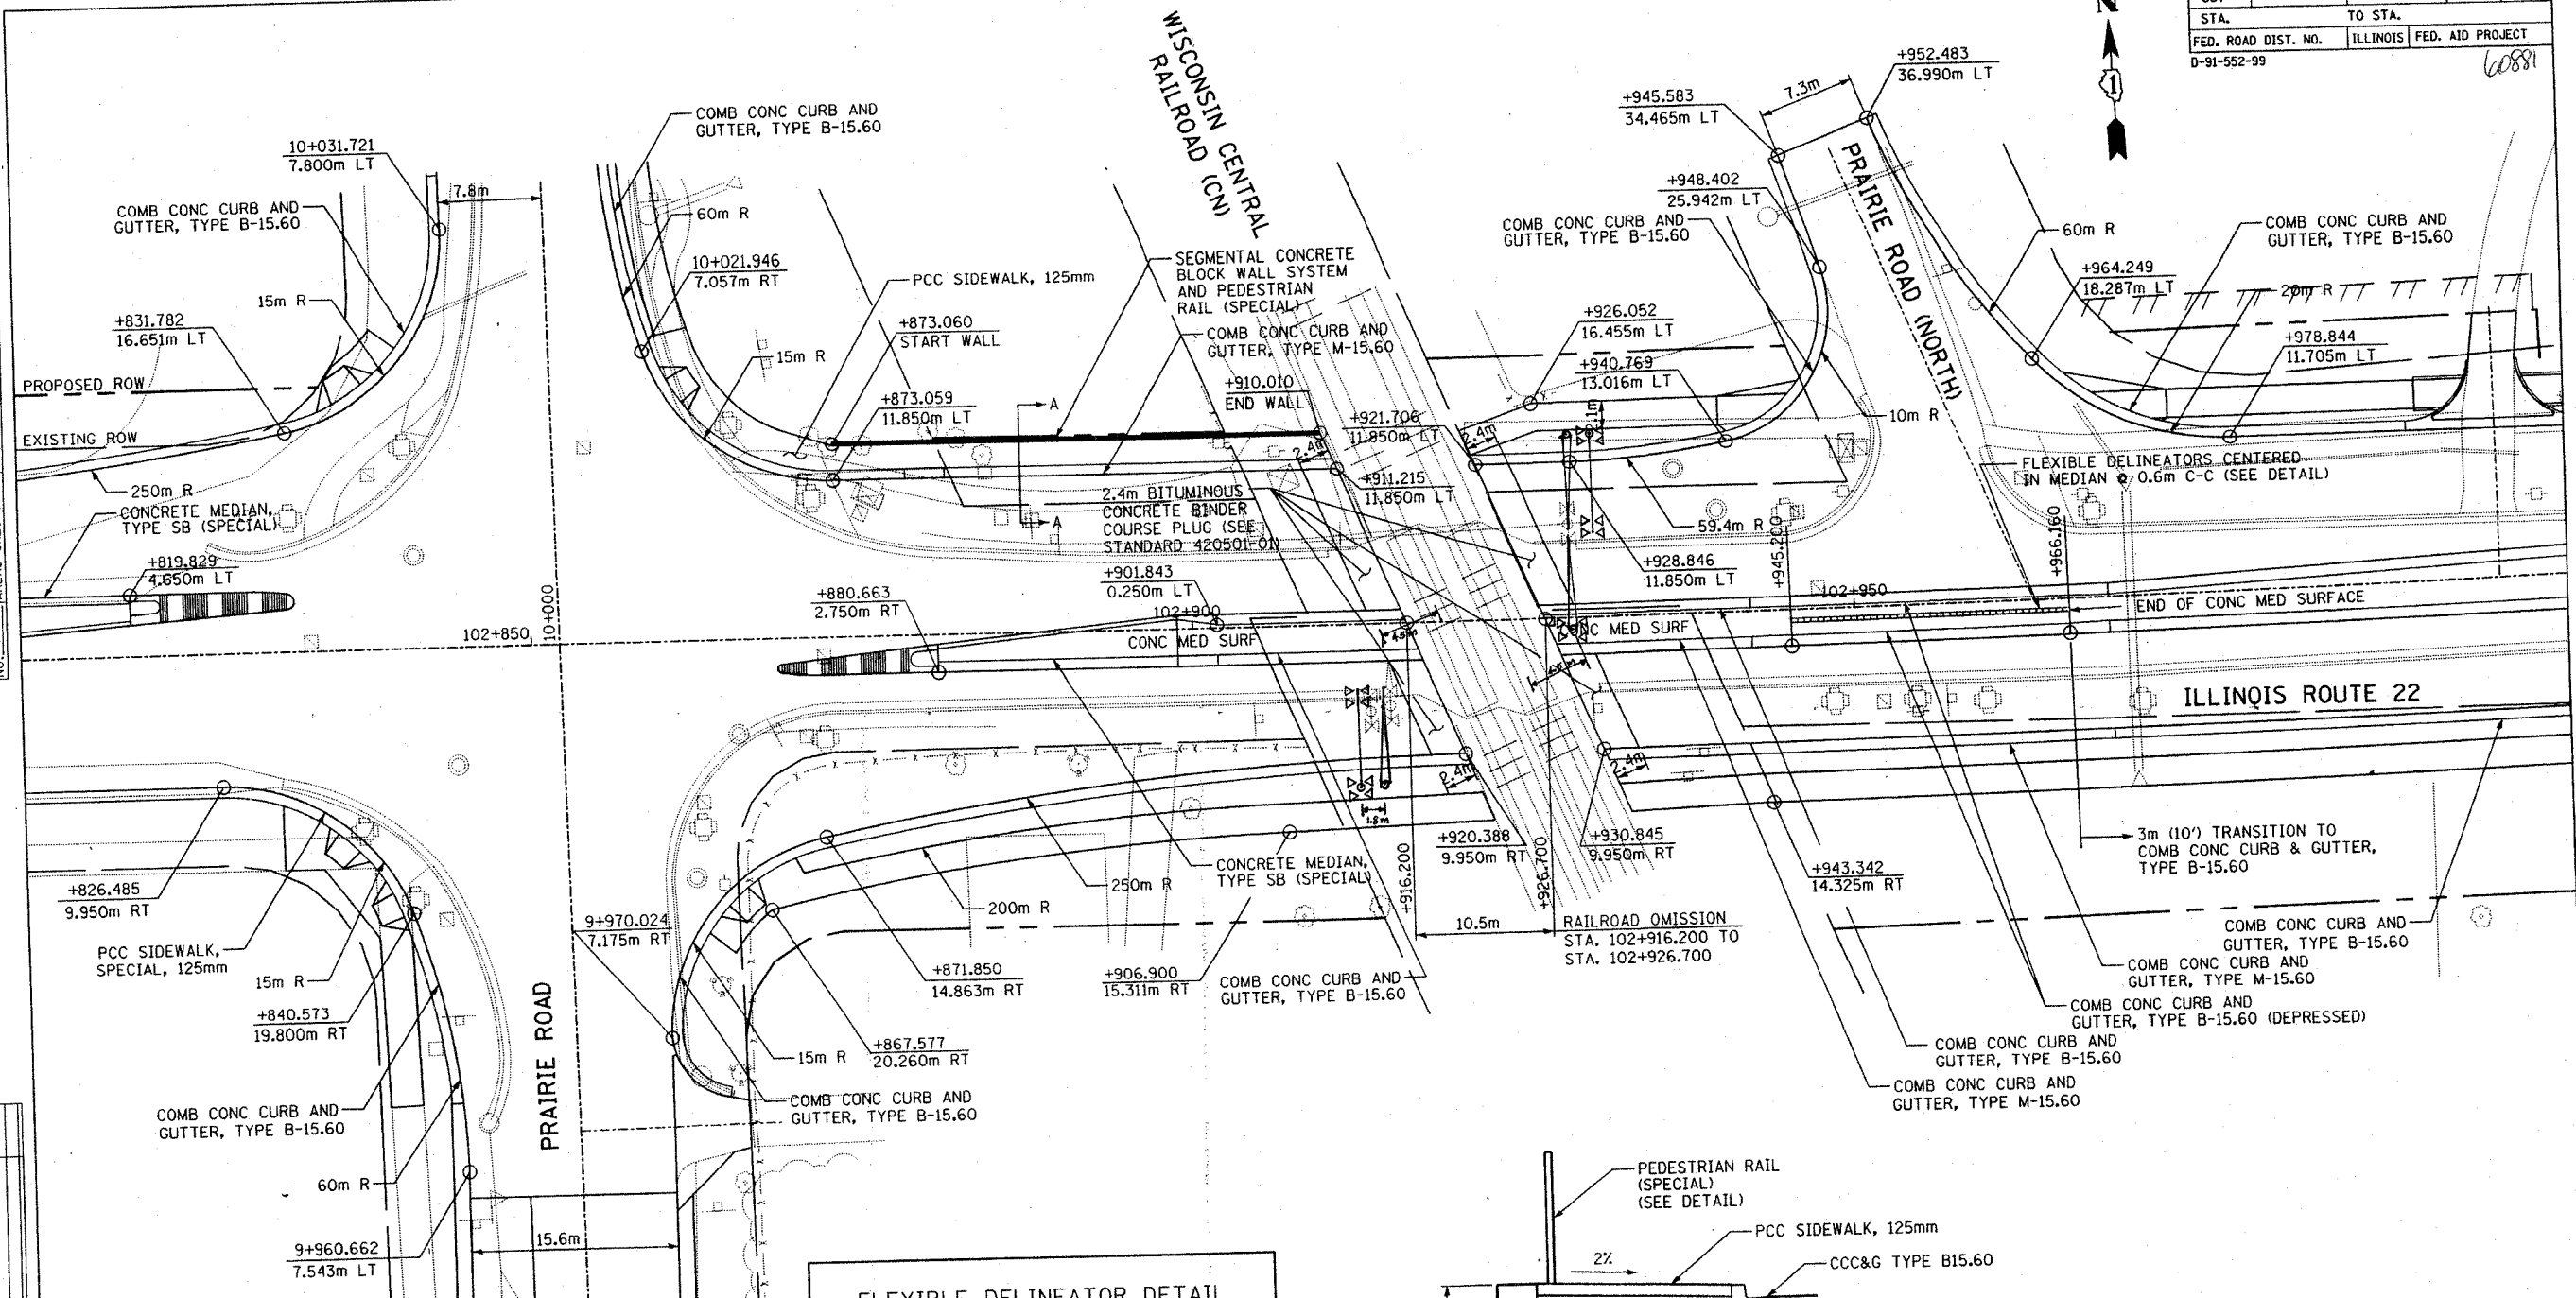 STA. TO STA.
FED. ROAD DIST. NO. ILLINOIS FED. AID PROJECT
D-91-552-99
60881
N
1
WISCONSIN CENTRAL
RAILROAD (CN)
+952.483
36.990m LT
7.3m
+945.583
34.465m LT
COMB CONC CURB AND
GUTTER, TYPE B-15.60
10+031.721
7.800m LT
7.8m
COMB CONC CURB AND
GUTTER, TYPE B-15.60
60m R
+948.402
25.942m LT
COMB CONC CURB AND
GUTTER, TYPE B-15.60
PRAIRIE ROAD (NORTH)
60m R
COMB CONC CURB AND
GUTTER, TYPE B-15.60
10+021.946
7.057m RT
PCC SIDEWALK, 125mm
SEGMENTAL CONCRETE
BLOCK WALL SYSTEM
AND PEDESTRIAN
RAIL (SPECIAL)
+964.249
18.287m LT
20m R
15m R
+831.782
16.651m LT
+873.060
START WALL
COMB CONC CURB AND
GUTTER, TYPE M-15.60
+926.052
16.455m LT
+978.844
11.705m LT
15m R
PROPOSED ROW
+910.010
END WALL
+940.769
13.016m LT
+873.059
11.850m LT
A
2.1m
10m R
EXISTING ROW
+921.706
11.850m LT
2.4m
2.4m
FLEXIBLE DELINEATORS CENTERED
IN MEDIAN @ 0.6m C-C (SEE DETAIL)
250m R
CONCRETE MEDIAN,
TYPE SB (SPECIAL)
+911.215
11.850m LT
2.4m BITUMINOUS
CONCRETE BINDER
COURSE PLUG (SEE
STANDARD 420501-01)
A
59.4m R
+945.200
+966.160
+819.829
4.650m LT
+901.843
0.250m LT
+928.846
11.850m LT
+880.663
2.750m RT
102+850
10+000
102+900
102+950
END OF CONC MED SURFACE
CONC MED SURF
CONC MED SURF
4.5m
4.5m
ILLINOIS ROUTE 22
2.4m
2.4m
1.8m
+826.485
9.950m RT
CONCRETE MEDIAN,
TYPE SB (SPECIAL)
+920.388
9.950m RT
+930.845
9.950m RT
3m (10') TRANSITION TO
COMB CONC CURB & GUTTER,
TYPE B-15.60
250m R
+943.342
14.325m RT
200m R
+916.200
+926.700
9+970.024
7.175m RT
10.5m
RAILROAD OMISSION
STA. 102+916.200 TO
STA. 102+926.700
COMB CONC CURB AND
GUTTER, TYPE B-15.60
PCC SIDEWALK,
SPECIAL, 125mm
15m R
+871.850
14.863m RT
+906.900
15.311m RT
COMB CONC CURB AND
GUTTER, TYPE B-15.60
COMB CONC CURB AND
GUTTER, TYPE M-15.60
+840.573
19.800m RT
COMB CONC CURB AND
GUTTER, TYPE B-15.60 (DEPRESSED)
PRAIRIE ROAD
15m R
+867.577
20.260m RT
COMB CONC CURB AND
GUTTER, TYPE B-15.60
COMB CONC CURB AND
GUTTER, TYPE M-15.60
COMB CONC CURB AND
GUTTER, TYPE B-15.60
COMB CONC CURB AND
GUTTER, TYPE B-15.60
60m R
PEDESTRIAN RAIL
(SPECIAL)
(SEE DETAIL)
PCC SIDEWALK, 125mm
15.6m
9+960.662
7.543m LT
2%
CCC&G TYPE B15.60
FLEXIBLE DELINEATOR DETAIL